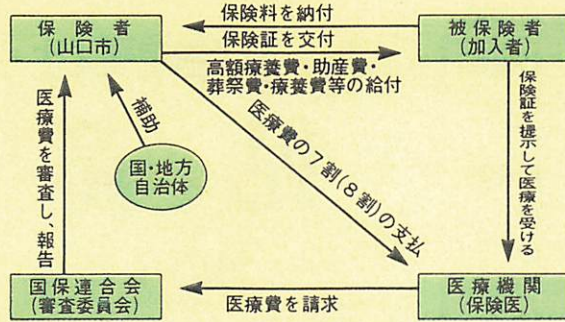 保険者
(山口市)
保険料を納付
保険証を交付
高額療養費・助産費・
葬祭費・療養費等の給付
被保険者
(加入者)
医療費を審査し、報告
補助
国・地方
自治体
医療費の7割(8割)の支払
保険証を提示して医療を受ける
国保連合会
(審査委員会)
医療費を請求
医療機関
(保険医)